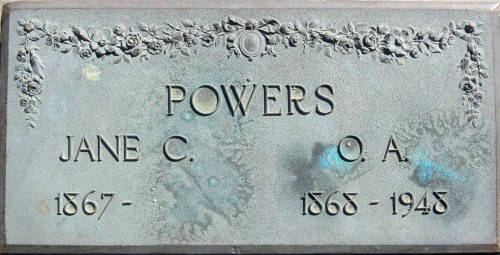 POWERS
JANE C. O. A.
1867 - 1868 - 1948